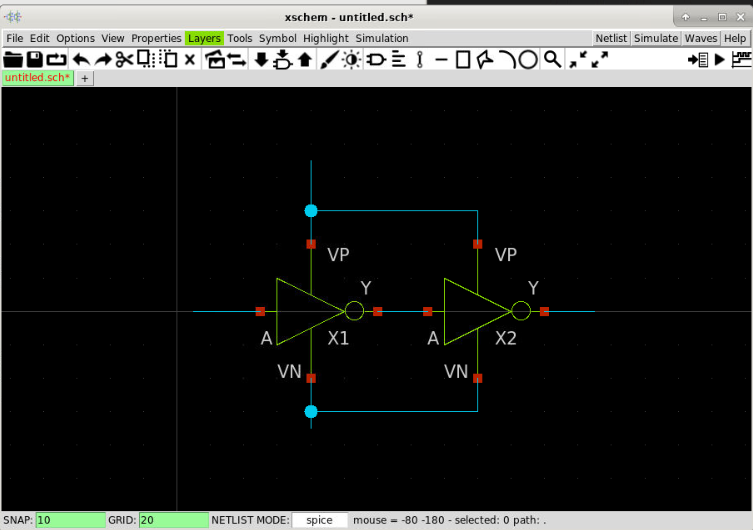 xschem - untitled.sch*
File Edit Options View Properties Layers Tools Symbol Highlight Simulation Netlist Simulate Waves Help
untitled.sch* +
VP VP
Y Y
A X1 A X2
VN VN
SNAP: 10 GRID: 20 NETLIST MODE: spice mouse = -80 -180 - selected: 0 path: .